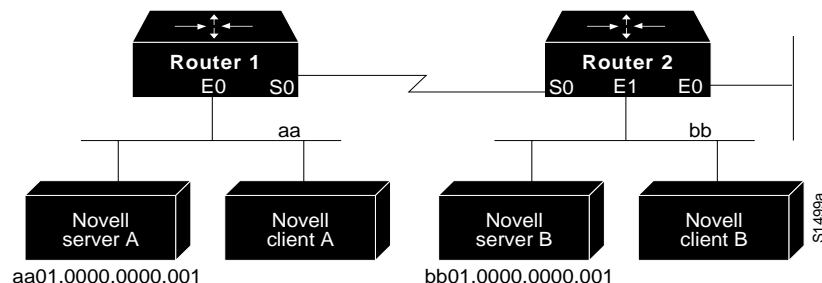 Router 1
E0 S0
Router 2
S0 E1 E0
aa
bb
Novell
server A
Novell
client A
Novell
server B
Novell
client B
aa01.0000.0000.001
bb01.0000.0000.001
S1499a